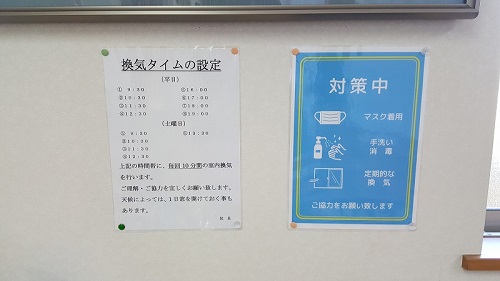 換気タイムの設定
(平日)
① 9:30 ⑤16:00
②10:30 ⑥17:00
③11:30 ⑦18:00
④12:30 ⑧19:00
(土曜日)
① 9:30 ⑤13:30
②10:30
③11:30
④12:30
上記の時間帯に、毎回10分間の室内換気
を行います。
ご理解・ご協力を宜しくお願い致します。
天候によっては、1日窓を開けておく事も
あります。
院長
対策中
マスク着用
手洗い
消毒
定期的な
換気
ご協力をお願い致します